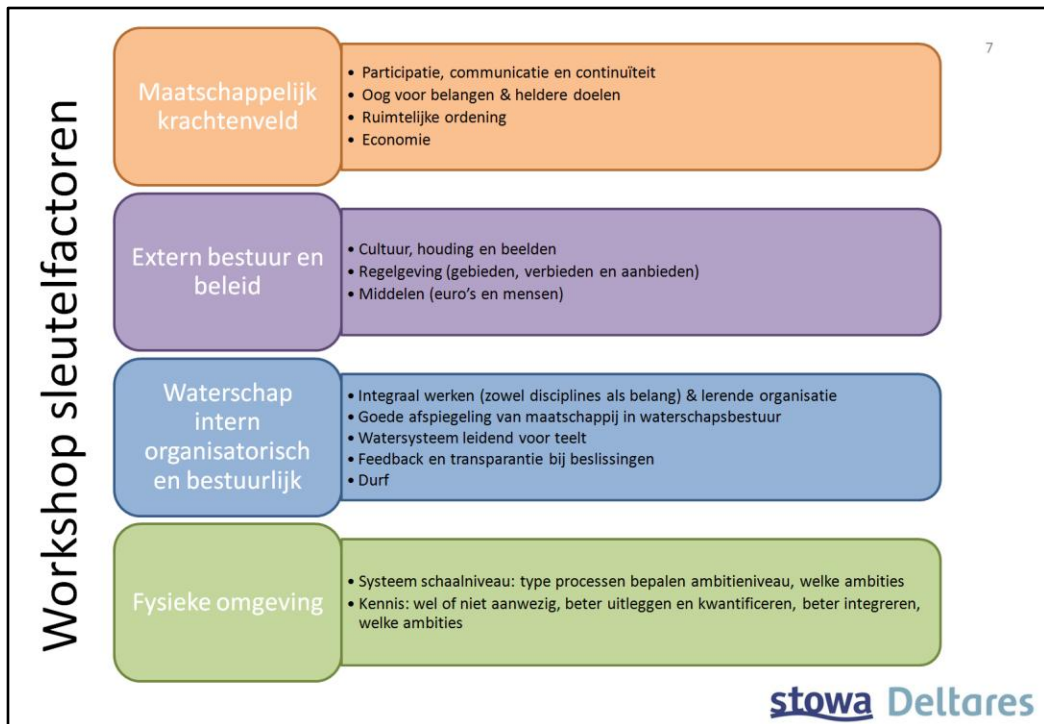 7
Workshop sleutelfactoren
Maatschappelijk
krachtenveld
• Participatie, communicatie en continuïteit
• Oog voor belangen & heldere doelen
• Ruimtelijke ordening
• Economie
Extern bestuur en
beleid
• Cultuur, houding en beelden
• Regelgeving (gebieden, verbieden en aanbieden)
• Middelen (euro's en mensen)
Waterschap
intern
organisatorisch
en bestuurlijk
• Integraal werken (zowel disciplines als belang) & lerende organisatie
• Goede afspiegeling van maatschappij in waterschapsbestuur
• Watersysteem leidend voor teelt
• Feedback en transparantie bij beslissingen
• Durf
Fysieke omgeving
• Systeem schaalniveau: type processen bepalen ambitieniveau, welke ambities
• Kennis: wel of niet aanwezig, beter uitleggen en kwantificeren, beter integreren,
welke ambities
stowa Deltares